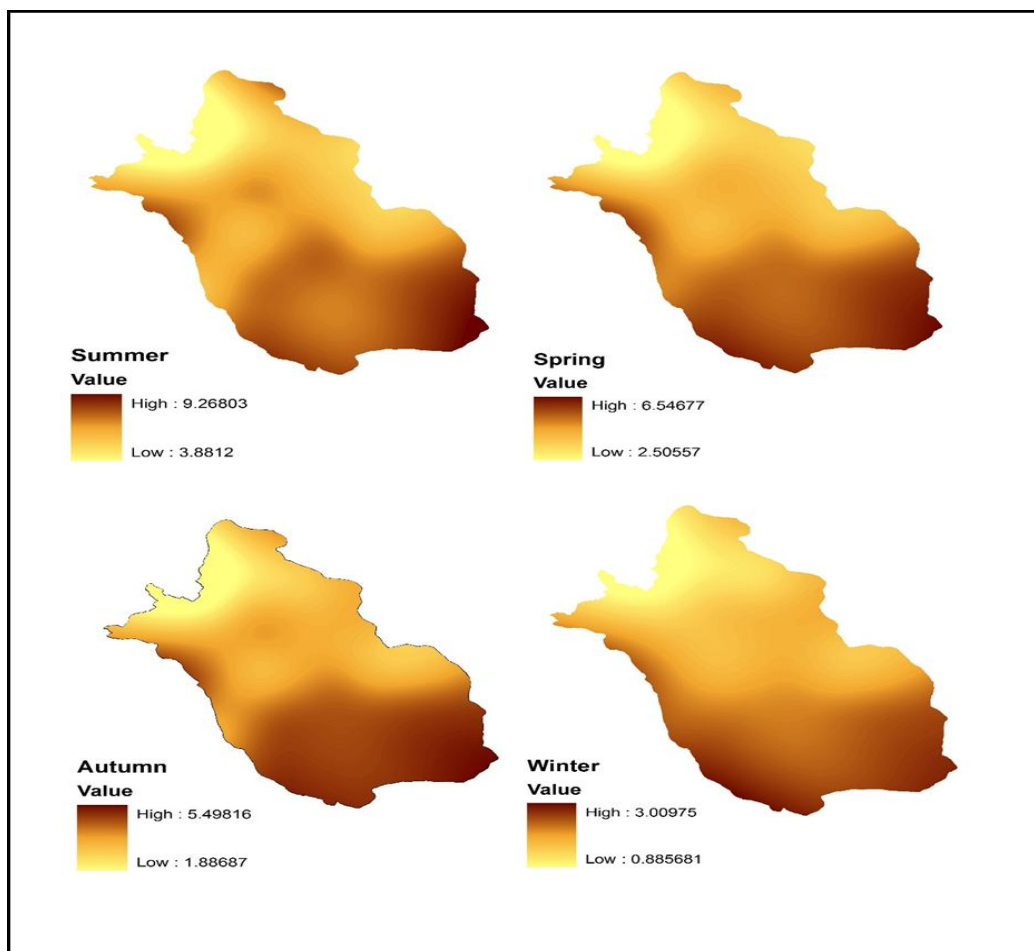 Summer
Value
High : 9.26803
Low : 3.8812
Spring
Value
High : 6.54677
Low : 2.50557
Autumn
Value
High : 5.49816
Low : 1.88687
Winter
Value
High : 3.00975
Low : 0.885681